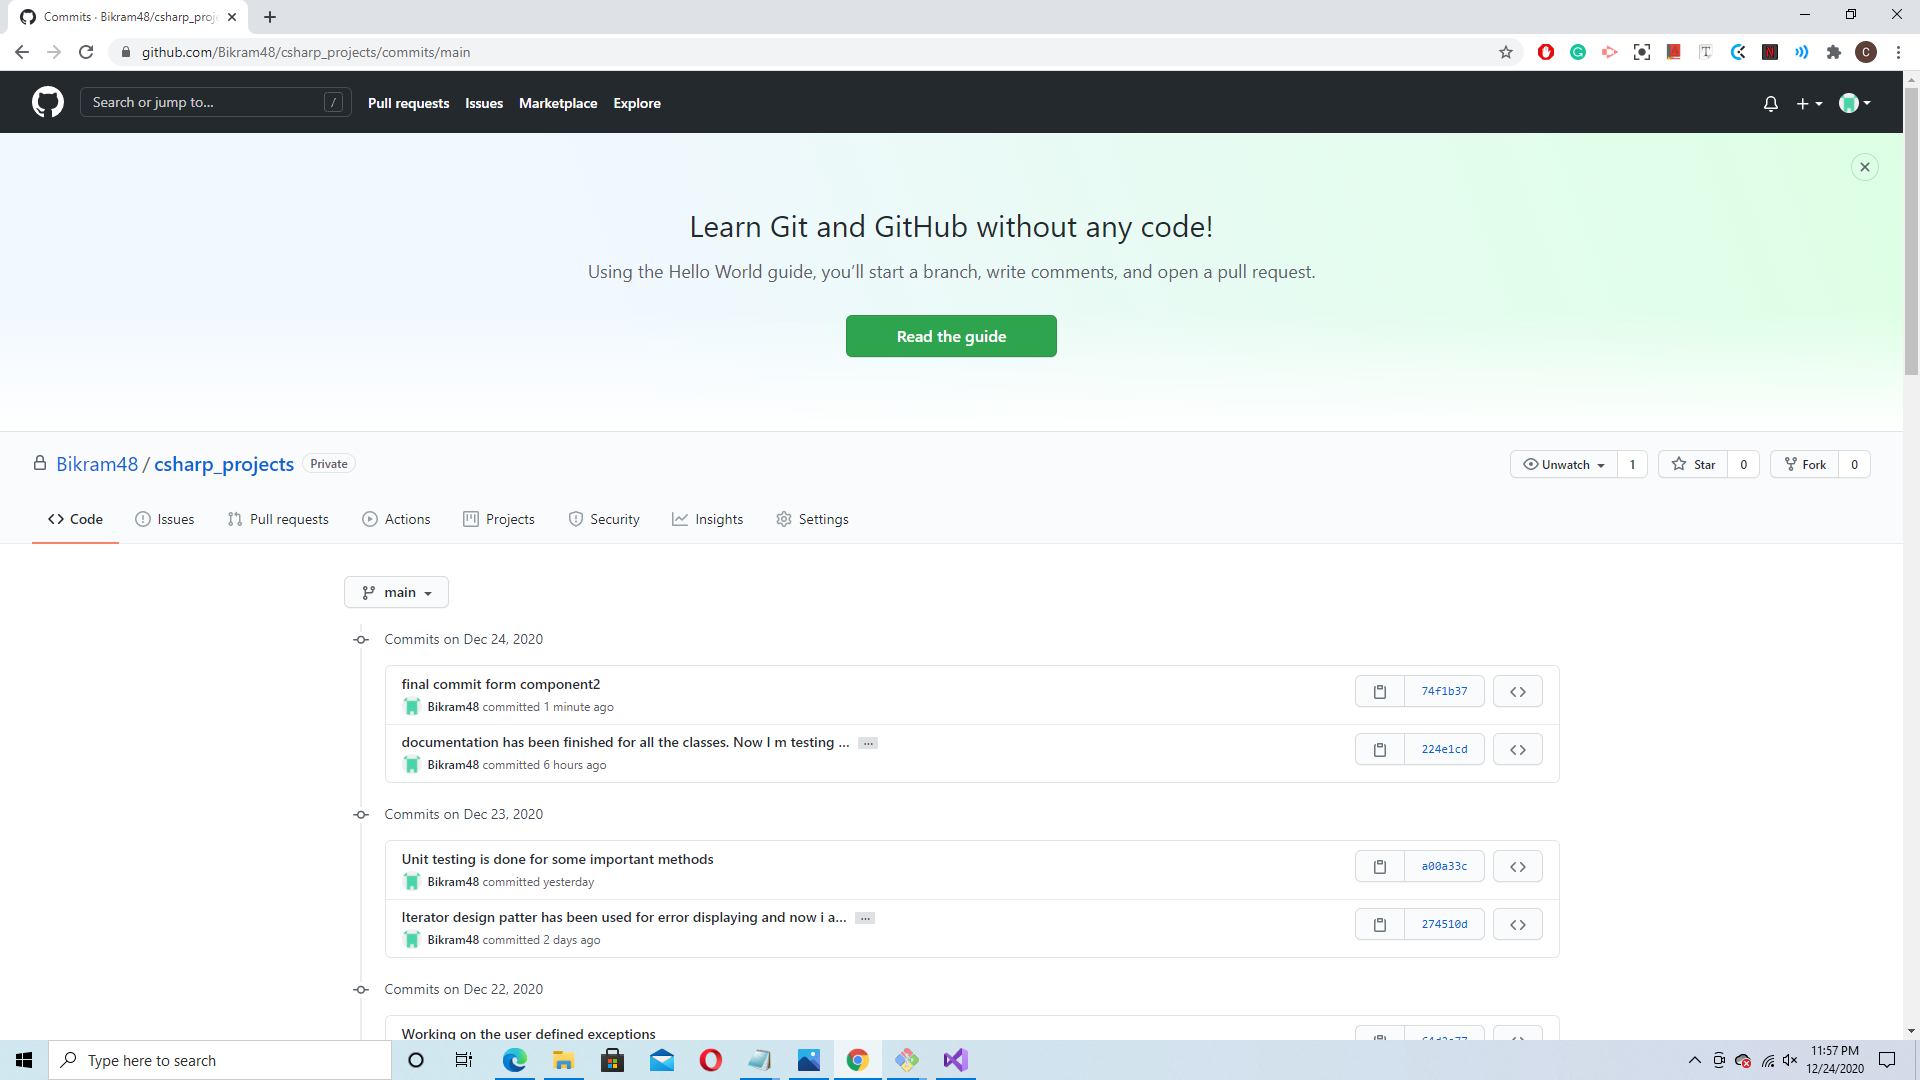 Commits · Bikram48/csharp_proj
github.com/Bikram48/csharp_projects/commits/main
Search or jump to... /
Pull requests Issues Marketplace Explore
Learn Git and GitHub without any code!
Using the Hello World guide, you’ll start a branch, write comments, and open a pull request.
Read the guide
Bikram48 / csharp_projects Private
Unwatch 1 Star 0 Fork 0
Code Issues Pull requests Actions Projects Security Insights Settings
main
Commits on Dec 24, 2020
final commit form component2
74f1b37
Bikram48 committed 1 minute ago
documentation has been finished for all the classes. Now I m testing ... …
224e1cd
Bikram48 committed 6 hours ago
Commits on Dec 23, 2020
Unit testing is done for some important methods
a00a33c
Bikram48 committed yesterday
Iterator design patter has been used for error displaying and now i a... …
274510d
Bikram48 committed 2 days ago
Commits on Dec 22, 2020
Working on the user defined exceptions
Type here to search
11:57 PM
12/24/2020